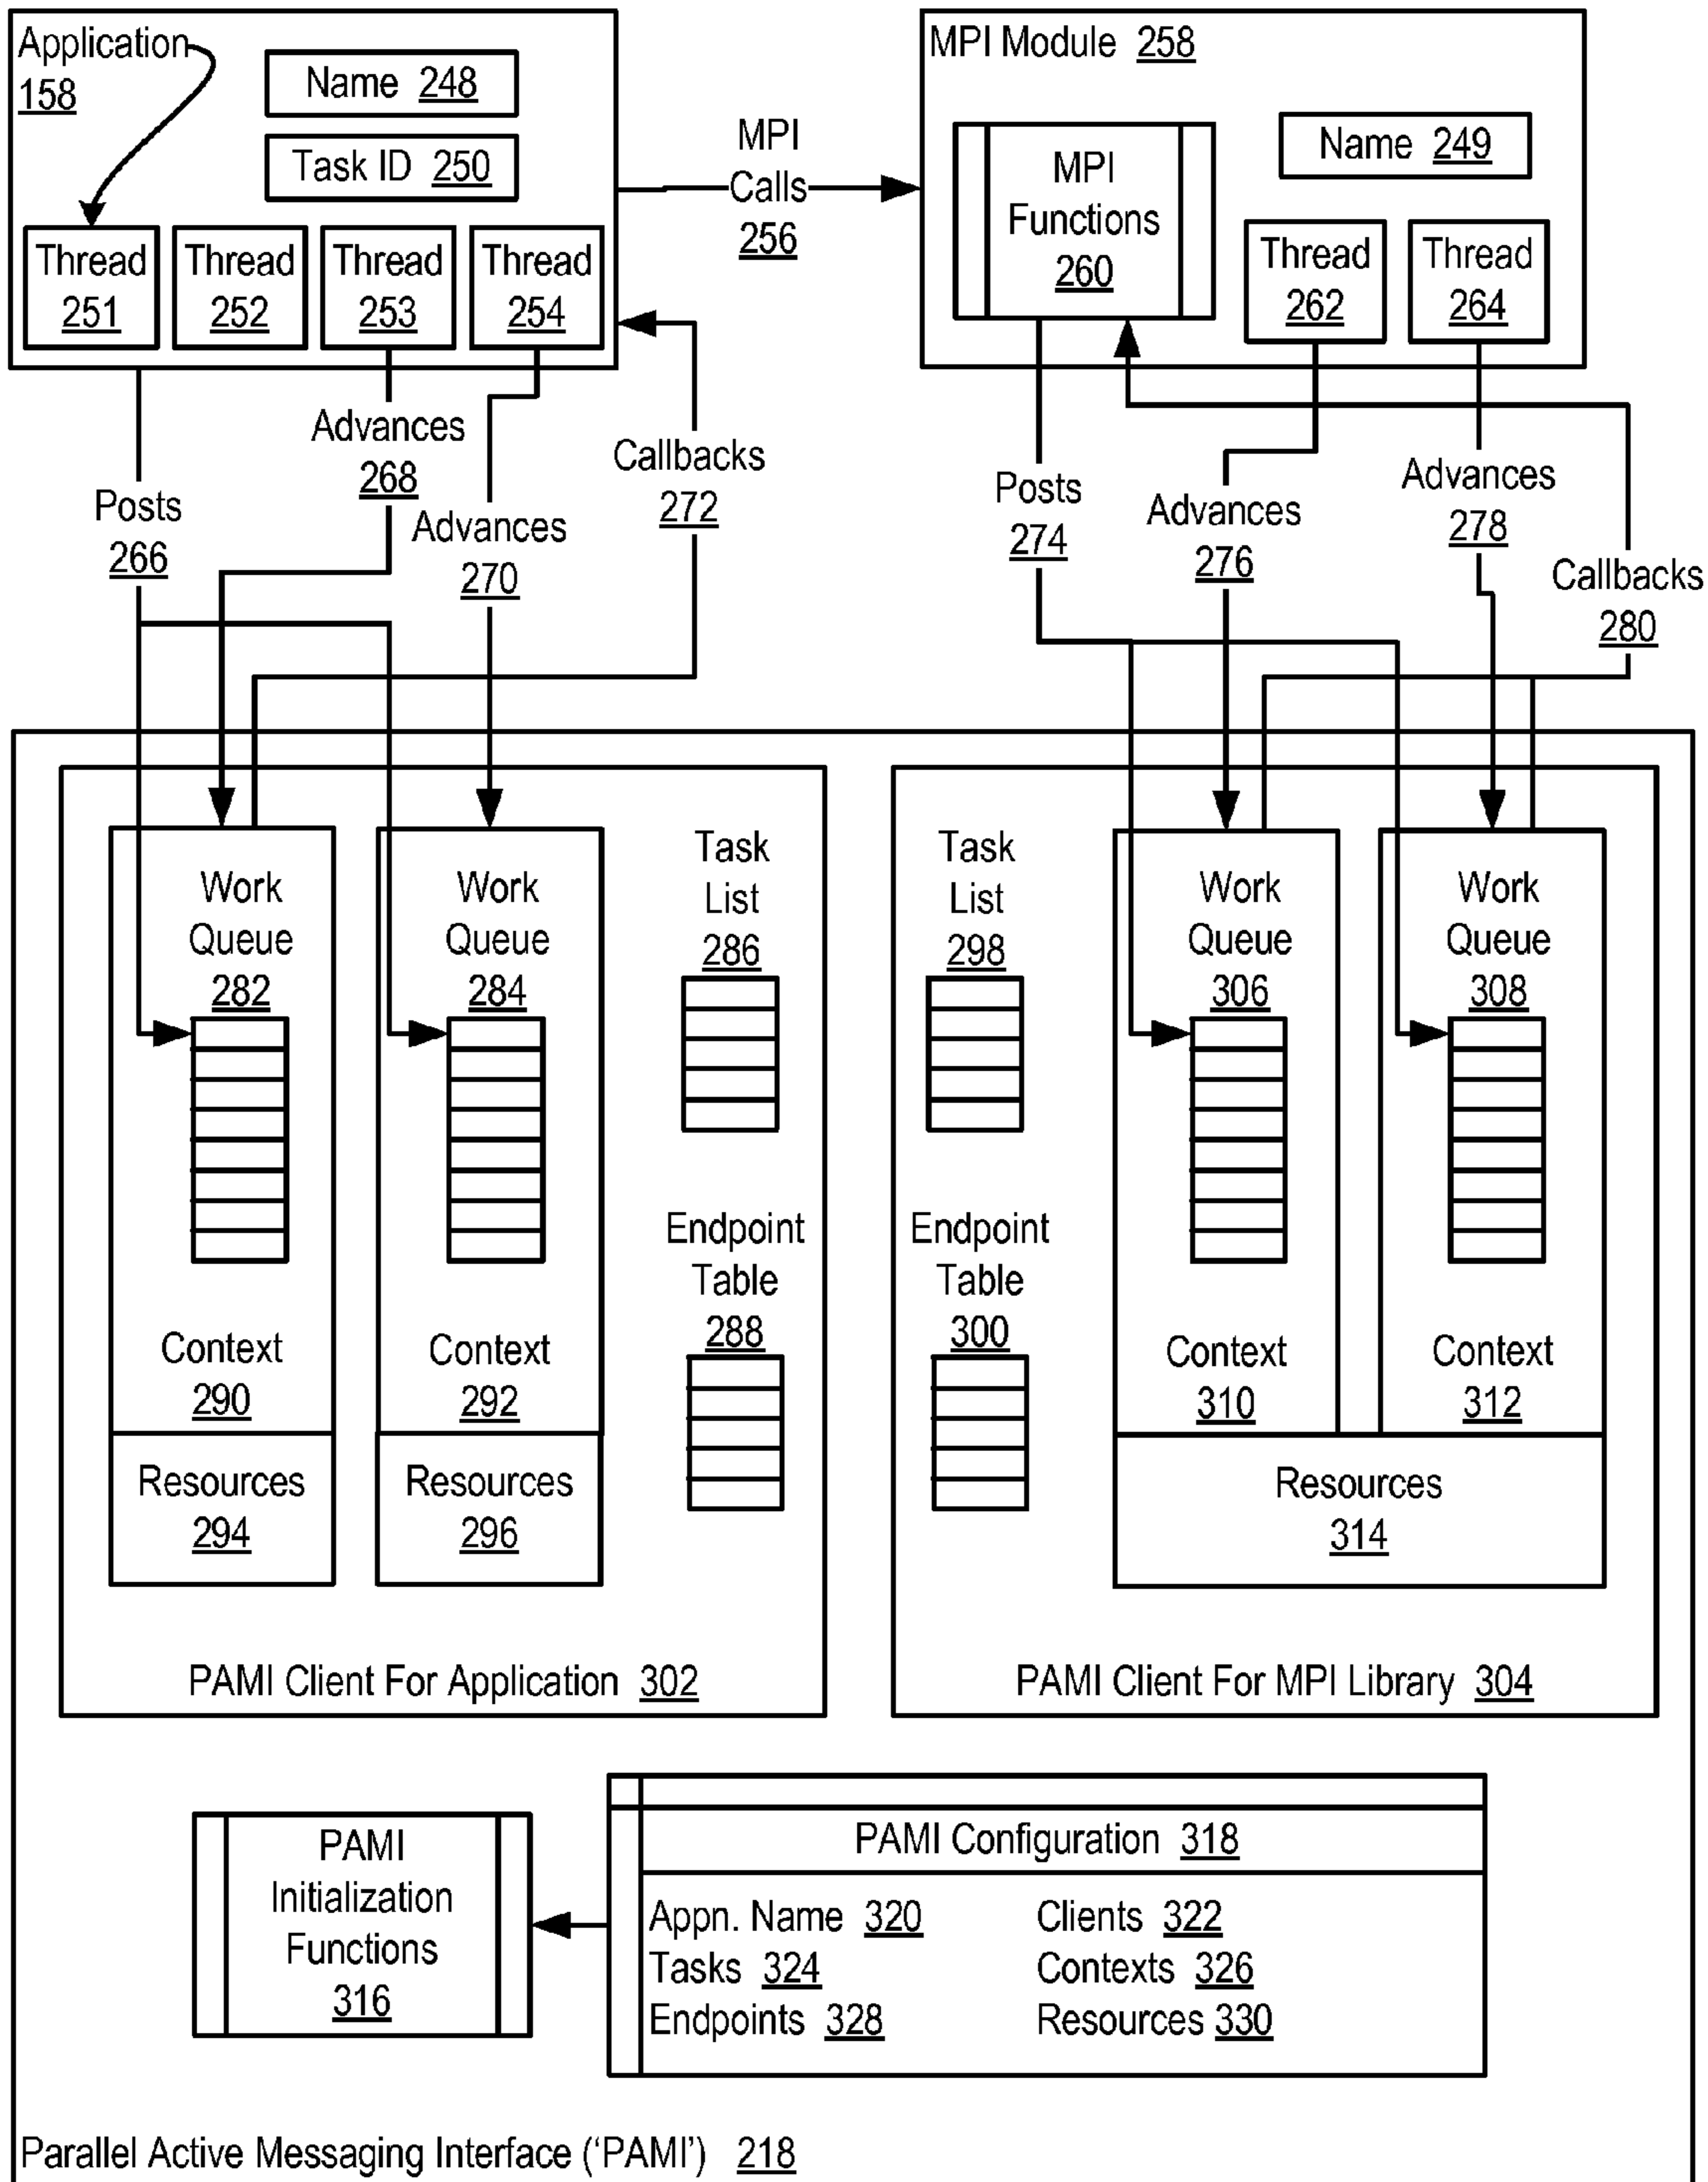 Application
158
Name 248
Task ID 250
Thread
251
Thread
252
Thread
253
Thread
254
MPI
Calls
256
MPI Module 258
MPI
Functions
260
Name 249
Thread
262
Thread
264
Posts
266
Advances
268
Advances
270
Callbacks
272
Posts
274
Advances
276
Advances
278
Callbacks
280
Work
Queue
282
Context
290
Resources
294
Work
Queue
284
Context
292
Resources
296
Task
List
286
Endpoint
Table
288
PAMI Client For Application 302
Task
List
298
Endpoint
Table
300
Work
Queue
306
Context
310
Work
Queue
308
Context
312
Resources
314
PAMI Client For MPI Library 304
PAMI
Initialization
Functions
316
PAMI Configuration 318
Appn. Name 320 Clients 322
Tasks 324 Contexts 326
Endpoints 328 Resources 330
Parallel Active Messaging Interface (‘PAMI’) 218